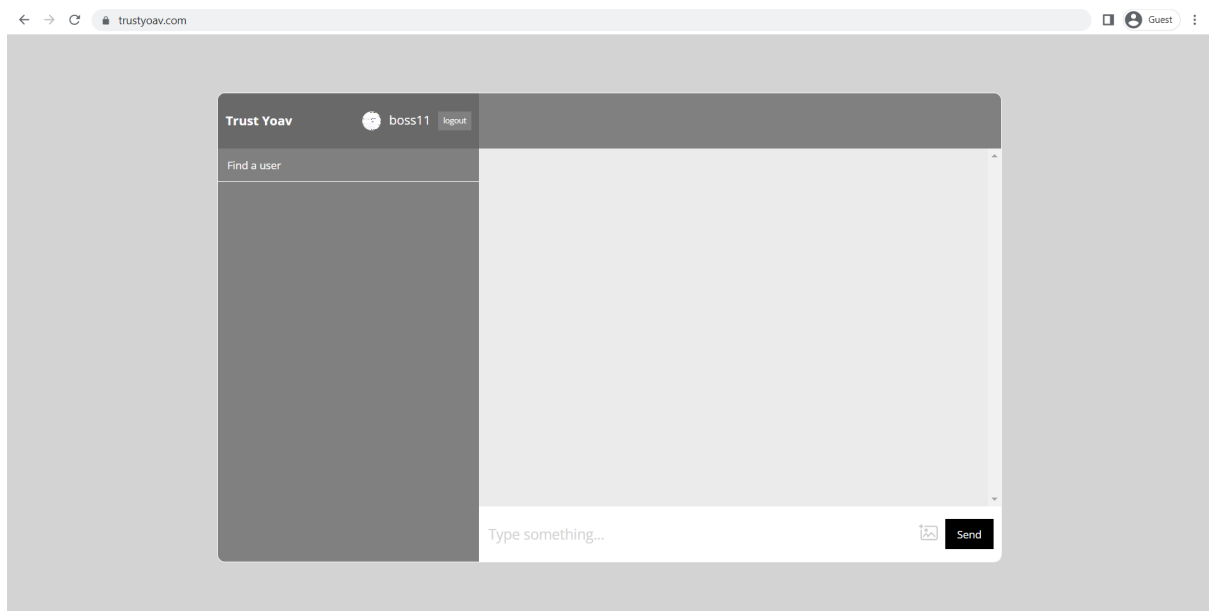 trustyoav.com
Guest
Trust Yoav
boss11
logout
Find a user
Type something...
Send